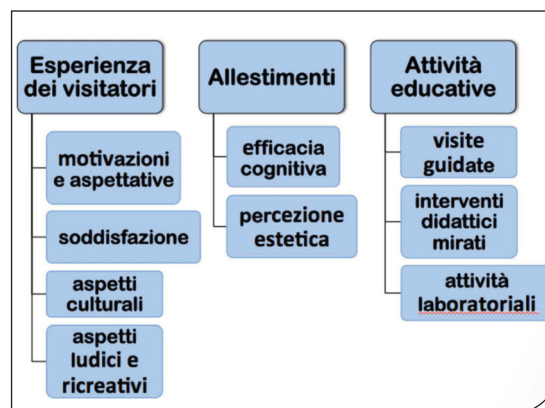 Esperienza
dei visitatori
motivazioni
e aspettative
soddisfazione
aspetti
culturali
aspetti
ludici e
ricreativi
Allestimenti
efficacia
cognitiva
percezione
estetica
Attività
educative
visite
guidate
interventi
didattici
mirati
attività
laboratoriali